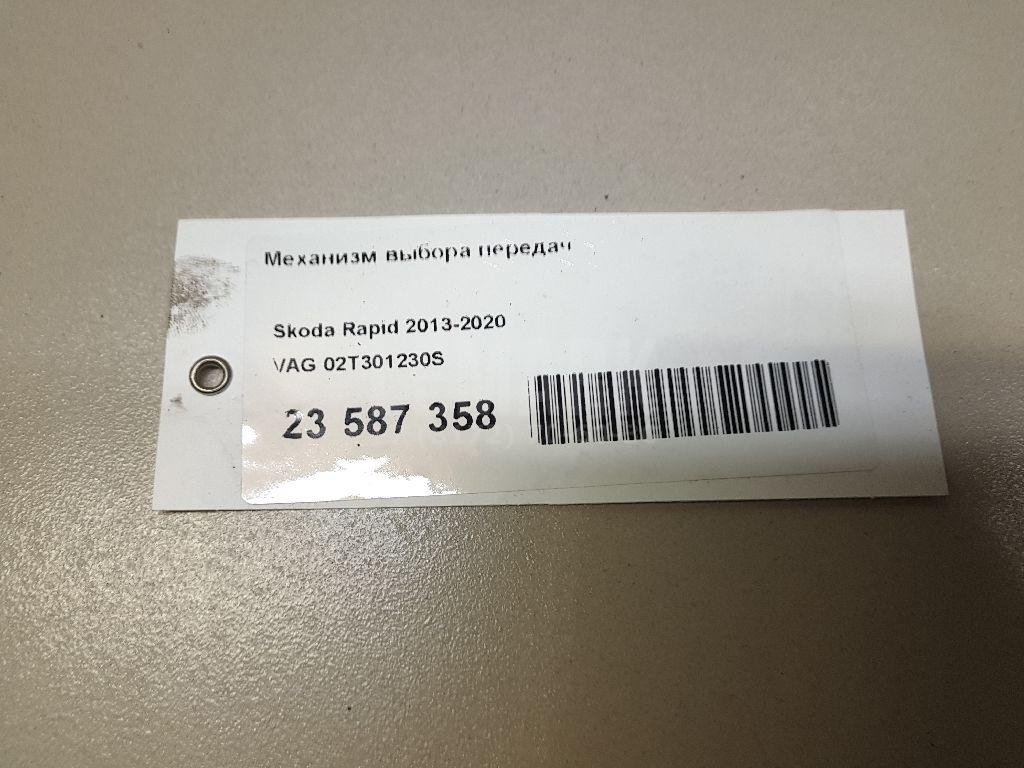 Механизм выбора передач
Skoda Rapid 2013-2020
VAG 02T301230S
23 587 358